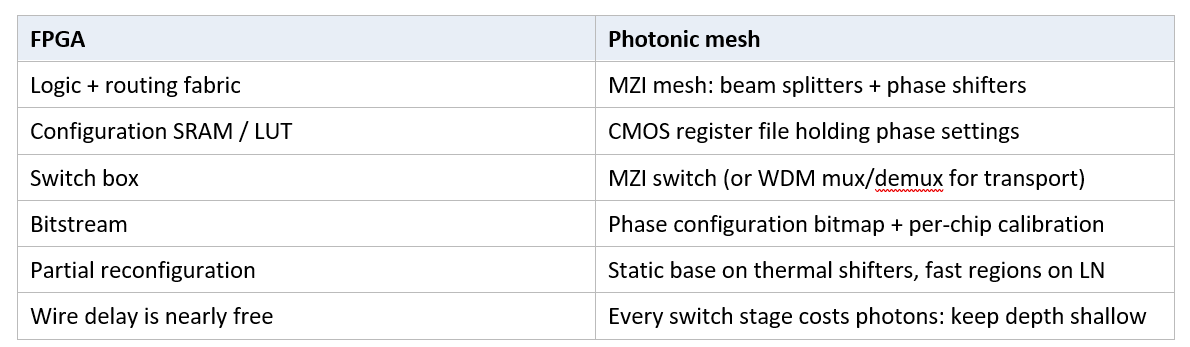 FPGA
Photonic mesh
Logic + routing fabric
MZI mesh: beam splitters + phase shifters
Configuration SRAM / LUT
CMOS register file holding phase settings
Switch box
MZI switch (or WDM mux/demux for transport)
Bitstream
Phase configuration bitmap + per-chip calibration
Partial reconfiguration
Static base on thermal shifters, fast regions on LN
Wire delay is nearly free
Every switch stage costs photons: keep depth shallow